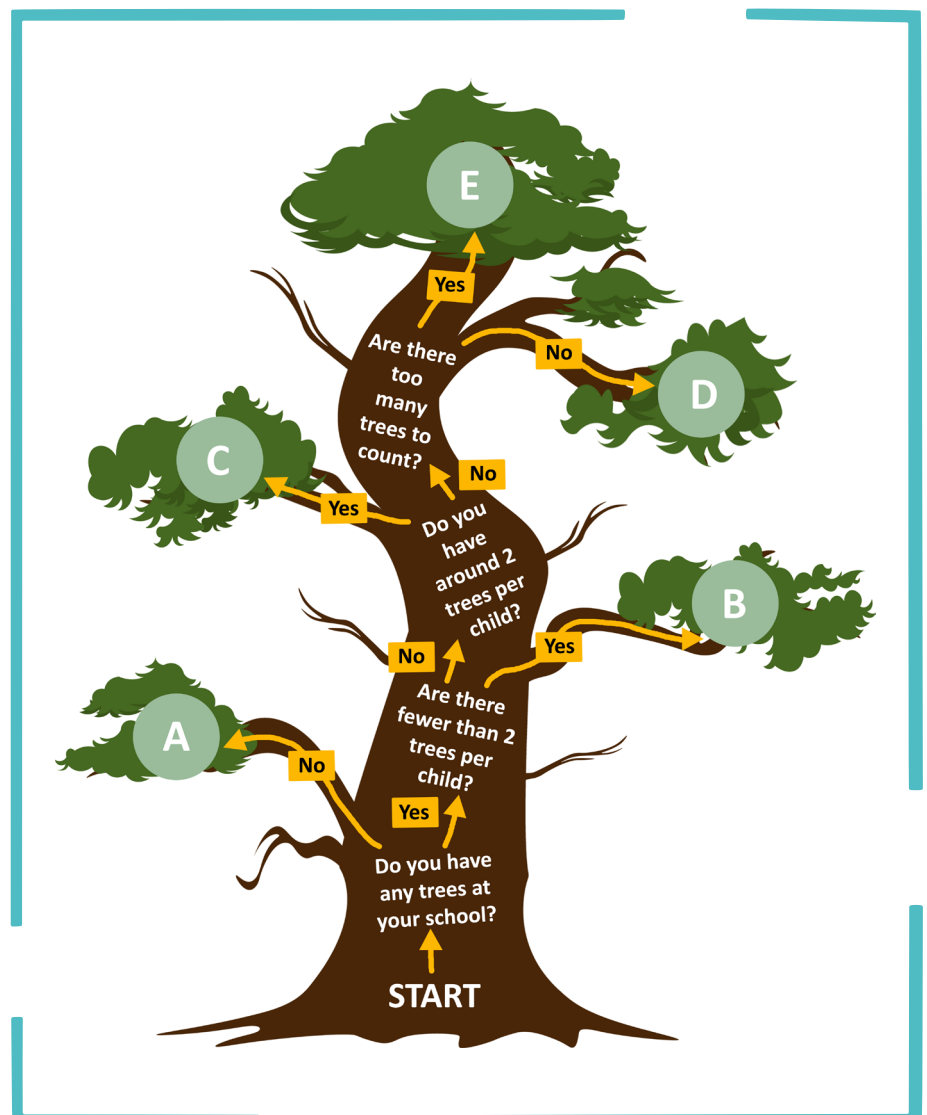 E
Yes
Are there
too
many
trees to
count?
No
D
C
Yes
No
Do you
have
around 2
trees per
child?
B
Yes
No
Are there
fewer than 2
trees per
child?
A
No
Yes
Do you have
any trees at
your school?
START